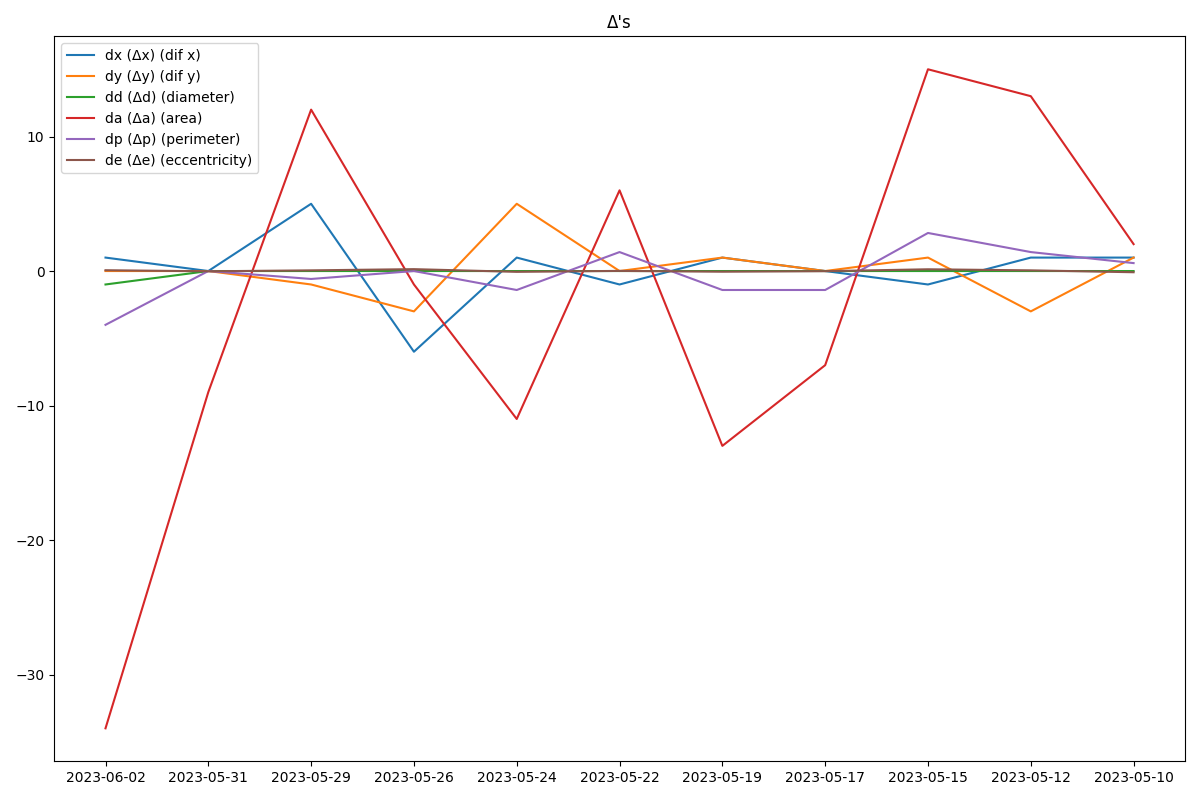 Δ's
dx (Δx) (dif x)
dy (Δy) (dif y)
dd (Δd) (diameter)
da (Δa) (area)
dp (Δp) (perimeter)
de (Δe) (eccentricity)
10
0
−10
−20
−30
2023-06-02 2023-05-31 2023-05-29 2023-05-26 2023-05-24 2023-05-22 2023-05-19 2023-05-17 2023-05-15 2023-05-12 2023-05-10